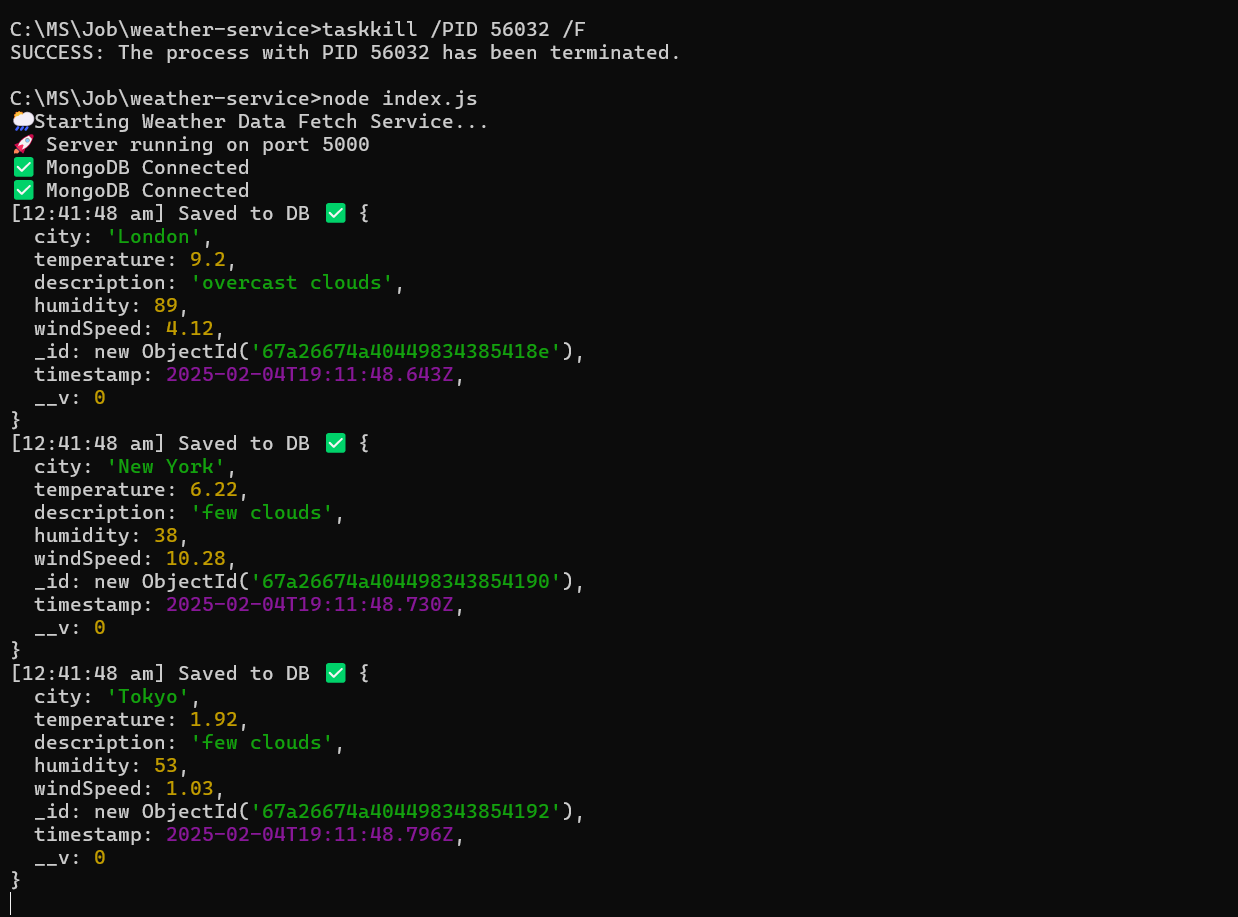 C:\MS\Job\weather-service>taskkill /PID 56032 /F
SUCCESS: The process with PID 56032 has been terminated.
C:\MS\Job\weather-service>node index.js
🌦️Starting Weather Data Fetch Service...
🚀 Server running on port 5000
✅ MongoDB Connected
✅ MongoDB Connected
[12:41:48 am] Saved to DB ✅ {
  city: 'London',
  temperature: 9.2,
  description: 'overcast clouds',
  humidity: 89,
  windSpeed: 4.12,
  _id: new ObjectId('67a26674a40449834385418e'),
  timestamp: 2025-02-04T19:11:48.643Z,
  __v: 0
}
[12:41:48 am] Saved to DB ✅ {
  city: 'New York',
  temperature: 6.22,
  description: 'few clouds',
  humidity: 38,
  windSpeed: 10.28,
  _id: new ObjectId('67a26674a404498343854190'),
  timestamp: 2025-02-04T19:11:48.730Z,
  __v: 0
}
[12:41:48 am] Saved to DB ✅ {
  city: 'Tokyo',
  temperature: 1.92,
  description: 'few clouds',
  humidity: 53,
  windSpeed: 1.03,
  _id: new ObjectId('67a26674a404498343854192'),
  timestamp: 2025-02-04T19:11:48.796Z,
  __v: 0
}